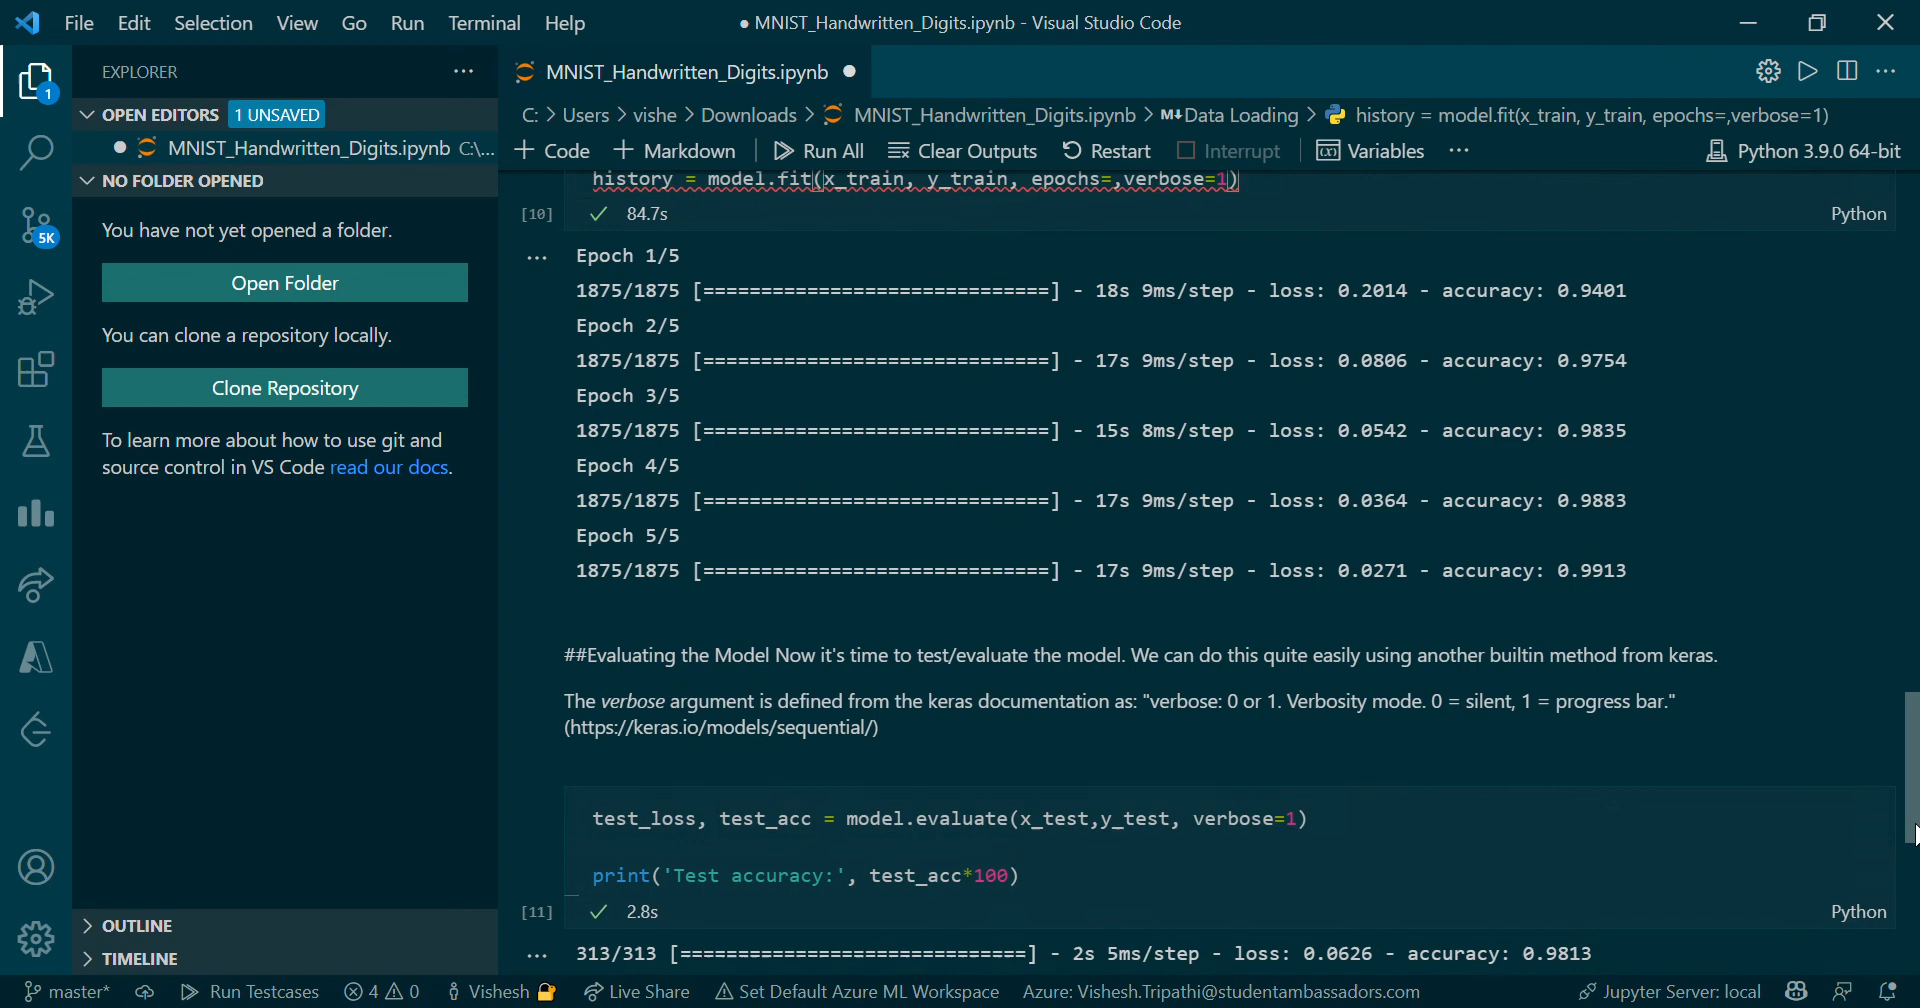 File Edit Selection View Go Run Terminal Help
● MNIST_Handwritten_Digits.ipynb - Visual Studio Code
EXPLORER
MNIST_Handwritten_Digits.ipynb
1
OPEN EDITORS 1 UNSAVED
MNIST_Handwritten_Digits.ipynb C:\...
NO FOLDER OPENED
You have not yet opened a folder.
Open Folder
You can clone a repository locally.
Clone Repository
To learn more about how to use git and
source control in VS Code read our docs.
5K
OUTLINE
TIMELINE
C: > Users > vishe > Downloads > MNIST_Handwritten_Digits.ipynb > M↓Data Loading > history = model.fit(x_train, y_train, epochs=,verbose=1)
+ Code + Markdown Run All Clear Outputs Restart Interrupt Variables ... Python 3.9.0 64-bit
history = model.fit(x_train, y_train, epochs=,verbose=1)
[10] ✓ 84.7s Python
Epoch 1/5
1875/1875 [==============================] - 18s 9ms/step - loss: 0.2014 - accuracy: 0.9401
Epoch 2/5
1875/1875 [==============================] - 17s 9ms/step - loss: 0.0806 - accuracy: 0.9754
Epoch 3/5
1875/1875 [==============================] - 15s 8ms/step - loss: 0.0542 - accuracy: 0.9835
Epoch 4/5
1875/1875 [==============================] - 17s 9ms/step - loss: 0.0364 - accuracy: 0.9883
Epoch 5/5
1875/1875 [==============================] - 17s 9ms/step - loss: 0.0271 - accuracy: 0.9913
##Evaluating the Model Now it's time to test/evaluate the model. We can do this quite easily using another builtin method from keras.
The verbose argument is defined from the keras documentation as: "verbose: 0 or 1. Verbosity mode. 0 = silent, 1 = progress bar."
(https://keras.io/models/sequential/)
test_loss, test_acc = model.evaluate(x_test,y_test, verbose=1)
print('Test accuracy:', test_acc*100)
[11] ✓ 2.8s Python
313/313 [==============================] - 2s 5ms/step - loss: 0.0626 - accuracy: 0.9813
master* Run Testcases 4 0 Vishesh Live Share Set Default Azure ML Workspace Azure: Vishesh.Tripathi@studentambassadors.com Jupyter Server: local